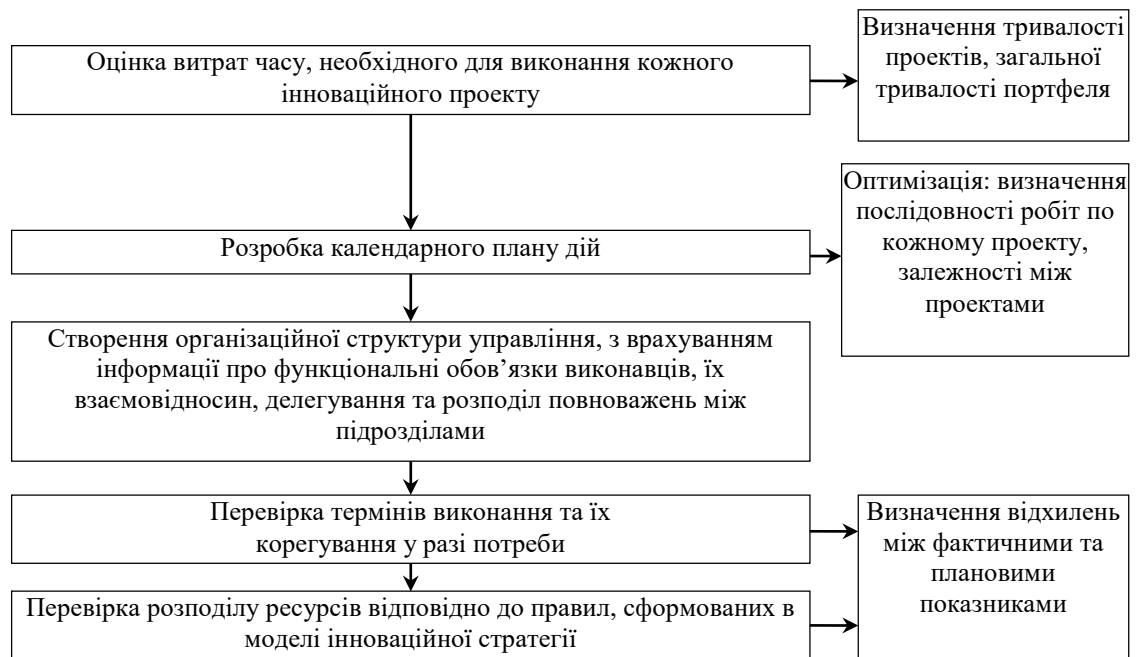 Оцінка витрат часу, необхідного для виконання кожного
інноваційного проекту
Визначення тривалості
проектів, загальної
тривалості портфеля
Розробка календарного плану дій
Оптимізація: визначення
послідовності робіт по
кожному проекту,
залежності між
проектами
Створення організаційної структури управління, з врахуванням
інформації про функціональні обов’язки виконавців, їх
взаємовідносин, делегування та розподіл повноважень між
підрозділами
Перевірка термінів виконання та їх
корегування у разі потреби
Визначення відхилень
між фактичними та
плановими
показниками
Перевірка розподілу ресурсів відповідно до правил, сформованих в
моделі інноваційної стратегії